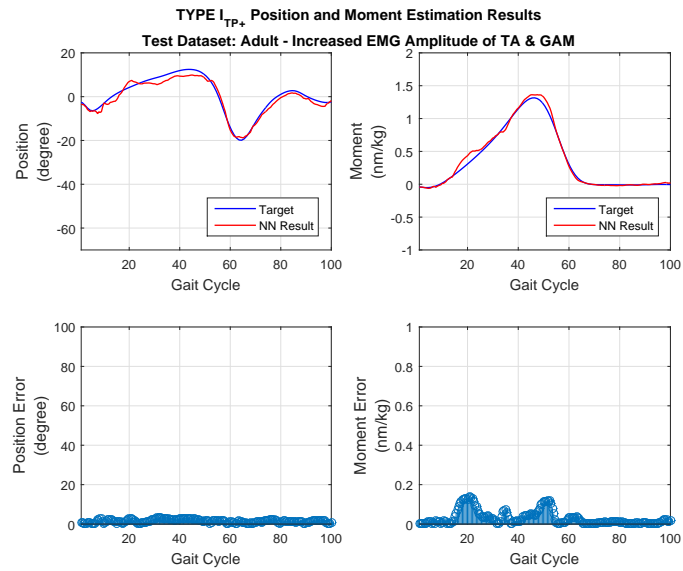 TYPE I_TP+ Position and Moment Estimation Results
Test Dataset: Adult - Increased EMG Amplitude of TA & GAM
20
0
-20
-40
-60
Position
(degree)
Target
NN Result
20 40 60 80 100
Gait Cycle
2
1.5
1
0.5
0
-0.5
-1
Moment
(nm/kg)
Target
NN Result
20 40 60 80 100
Gait Cycle
100
80
60
40
20
0
Position Error
(degree)
20 40 60 80 100
Gait Cycle
1
0.8
0.6
0.4
0.2
0
Moment Error
(nm/kg)
20 40 60 80 100
Gait Cycle